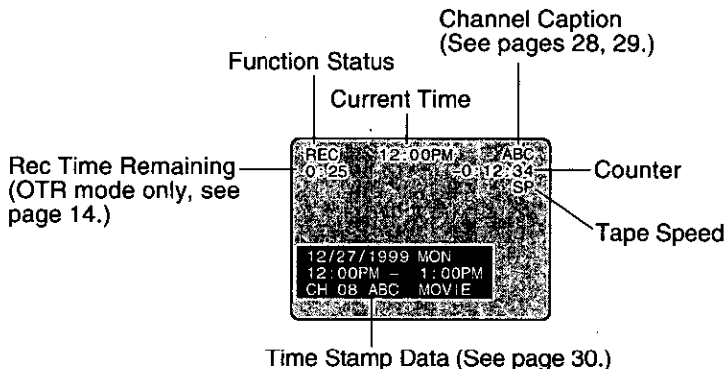 Channel Caption
(See pages 28, 29.)
Function Status
Current Time
REC 12:00PM ABC
0:25 -0:12:34
SP
Rec Time Remaining
(OTR mode only, see
page 14.)
Counter
Tape Speed
12/27/1999 MON
12:00PM - 1:00PM
CH 08 ABC MOVIE
Time Stamp Data (See page 30.)